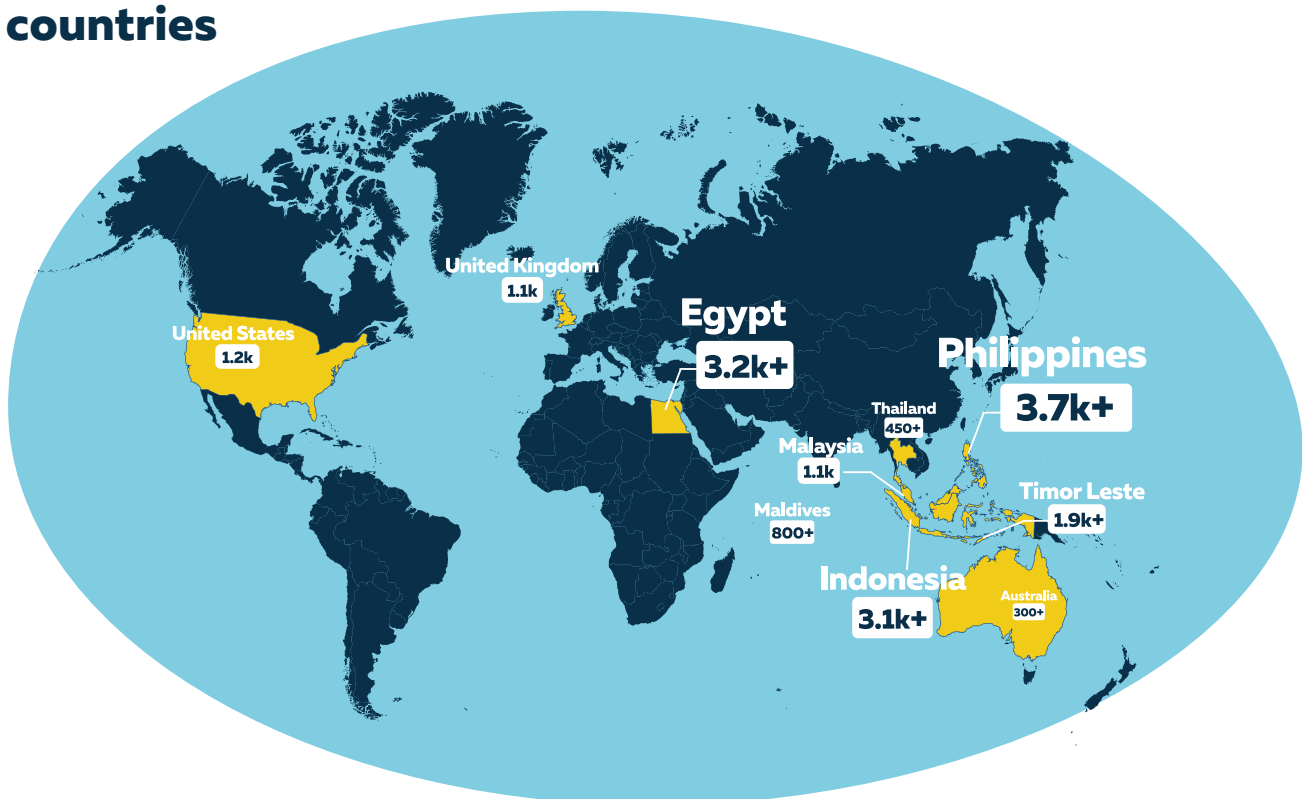 countries
United Kingdom
1.1k
Egypt
3.2k+
United States
1.2k
Philippines
3.7k+
Thailand
450+
Malaysia
1.1k
Timor Leste
1.9k+
Maldives
800+
Indonesia
3.1k+
Australia
300+